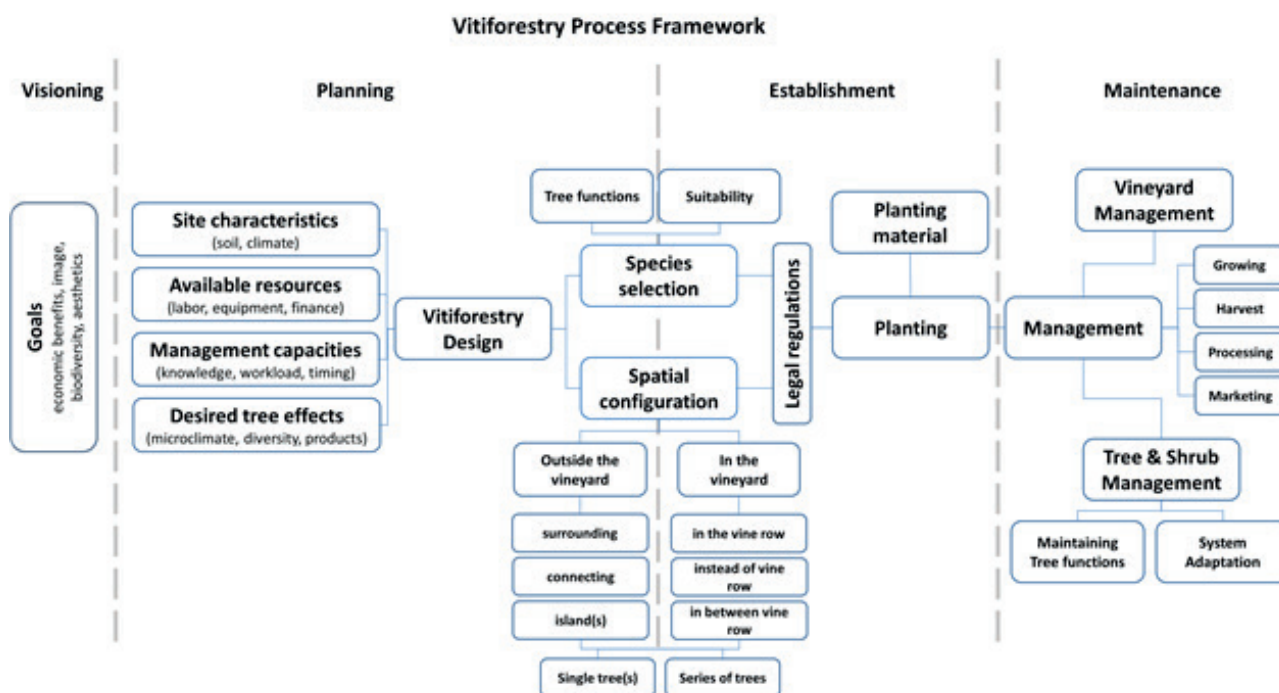 Vitiforestry Process Framework
Visioning
Planning
Establishment
Maintenance
Goals
economic benefits, image,
biodiversity, aesthetics
Site characteristics
(soil, climate)
Available resources
(labor, equipment, finance)
Management capacities
(knowledge, workload, timing)
Desired tree effects
(microclimate, diversity, products)
Vitiforestry
Design
Tree functions
Suitability
Species
selection
Spatial
configuration
Outside the
vineyard
surrounding
connecting
island(s)
In the
vineyard
in the vine row
instead of vine
row
in between vine
row
Single tree(s)
Series of trees
Legal regulations
Planting
material
Planting
Vineyard
Management
Management
Growing
Harvest
Processing
Marketing
Tree & Shrub
Management
Maintaining
Tree functions
System
Adaptation